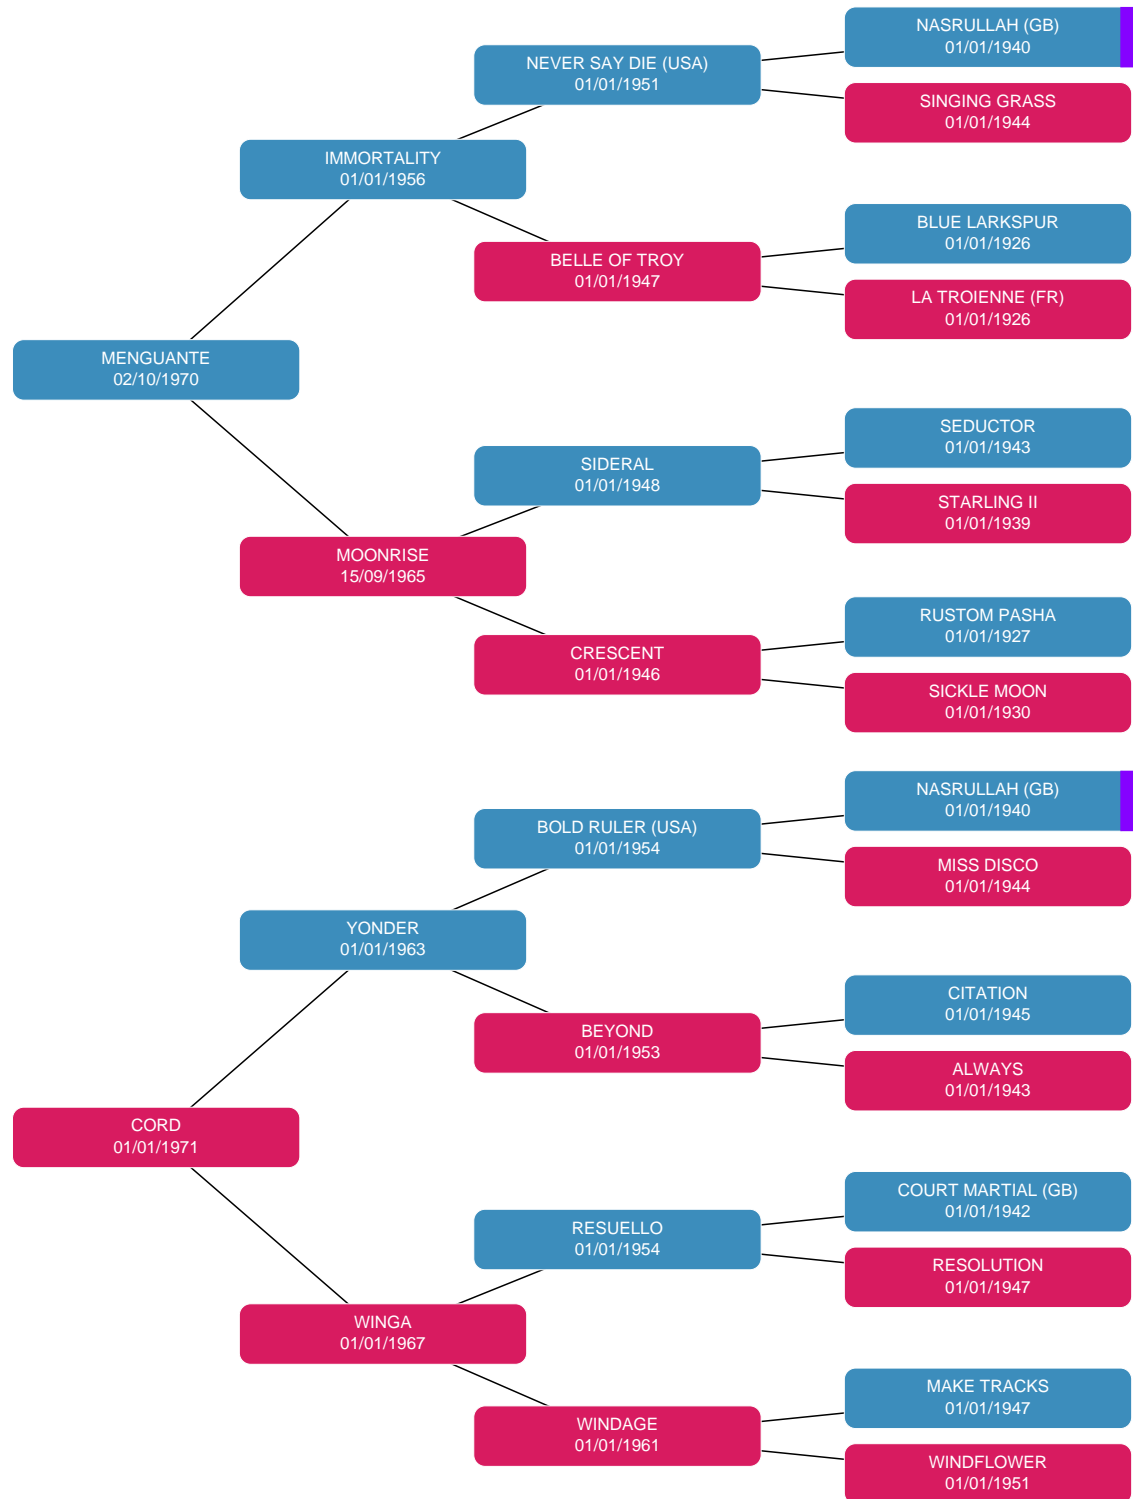 NASRULLAH (GB)
01/01/1940
NEVER SAY DIE (USA)
01/01/1951
SINGING GRASS
01/01/1944
IMMORTALITY
01/01/1956
BLUE LARKSPUR
01/01/1926
BELLE OF TROY
01/01/1947
LA TROIENNE (FR)
01/01/1926
MENGUANTE
02/10/1970
SEDUCTOR
01/01/1943
SIDERAL
01/01/1948
STARLING II
01/01/1939
MOONRISE
15/09/1965
RUSTOM PASHA
01/01/1927
CRESCENT
01/01/1946
SICKLE MOON
01/01/1930
NASRULLAH (GB)
01/01/1940
BOLD RULER (USA)
01/01/1954
MISS DISCO
01/01/1944
YONDER
01/01/1963
CITATION
01/01/1945
BEYOND
01/01/1953
ALWAYS
01/01/1943
CORD
01/01/1971
COURT MARTIAL (GB)
01/01/1942
RESUELLO
01/01/1954
RESOLUTION
01/01/1947
WINGA
01/01/1967
MAKE TRACKS
01/01/1947
WINDAGE
01/01/1961
WINDFLOWER
01/01/1951